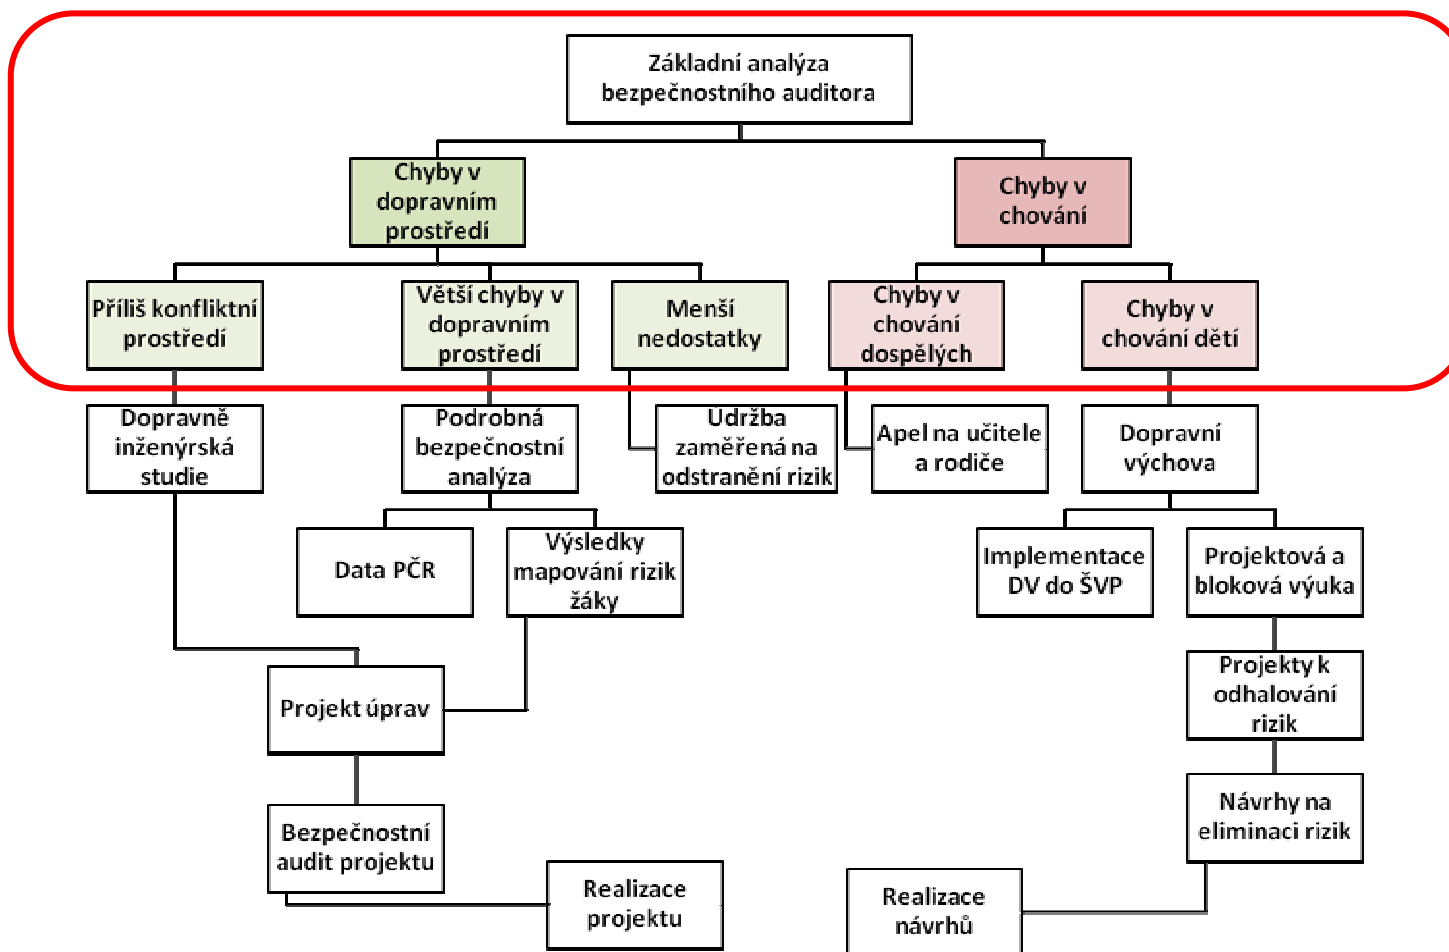 Základní analýza
bezpečnostního auditora
Chyby v
dopravním
prostředí
Chyby v
chování
Příliš konfliktní
prostředí
Větší chyby v
dopravním
prostředí
Menší
nedostatky
Chyby v
chování
dospělých
Chyby v
chování dětí
Dopravně
inženýrská
studie
Podrobná
bezpečnostní
analýza
Udržba
zaměřená na
odstranění rizik
Apel na učitele
a rodiče
Dopravní
výchova
Data PČR
Výsledky
mapování rizik
žáky
Implementace
DV do ŠVP
Projektová a
bloková výuka
Projekt úprav
Projekty k
odhalování
rizik
Bezpečnostní
audit projektu
Návrhy na
eliminaci rizik
Realizace
projektu
Realizace
návrhů